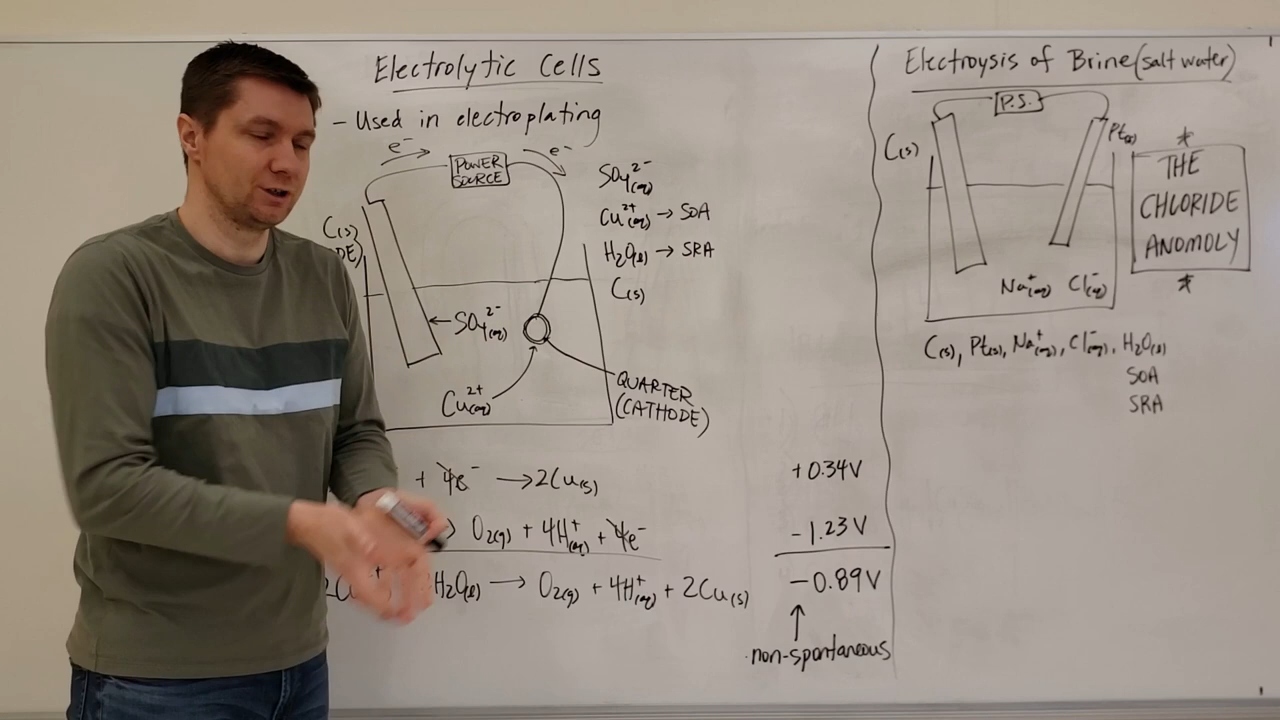 Electrolytic Cells
- Used in electroplating
e⁻
e⁻
POWER
SOURCE
C(s)
DE)
SO₄²⁻(aq)
Cu²⁺(aq) → SOA
H₂O(l) → SRA
C(s)
← SO₄²⁻(aq)
Cu²⁺(aq)
QUARTER
(CATHODE)
+ 4e⁻ → 2Cu(s)
+0.34V
O₂(g) + 4H⁺(aq) + 4e⁻
-1.23V
H₂O(l) → O₂(g) + 4H⁺(aq) + 2Cu(s)
-0.89V
non-spontaneous
Electroysis of Brine (salt water)
P.S.
C(s)
Pt(s)
*
THE
CHLORIDE
ANOMOLY
*
Na⁺(aq) Cl⁻(aq)
C(s), Pt(s), Na⁺(aq), Cl⁻(aq), H₂O(l)
SOA
SRA